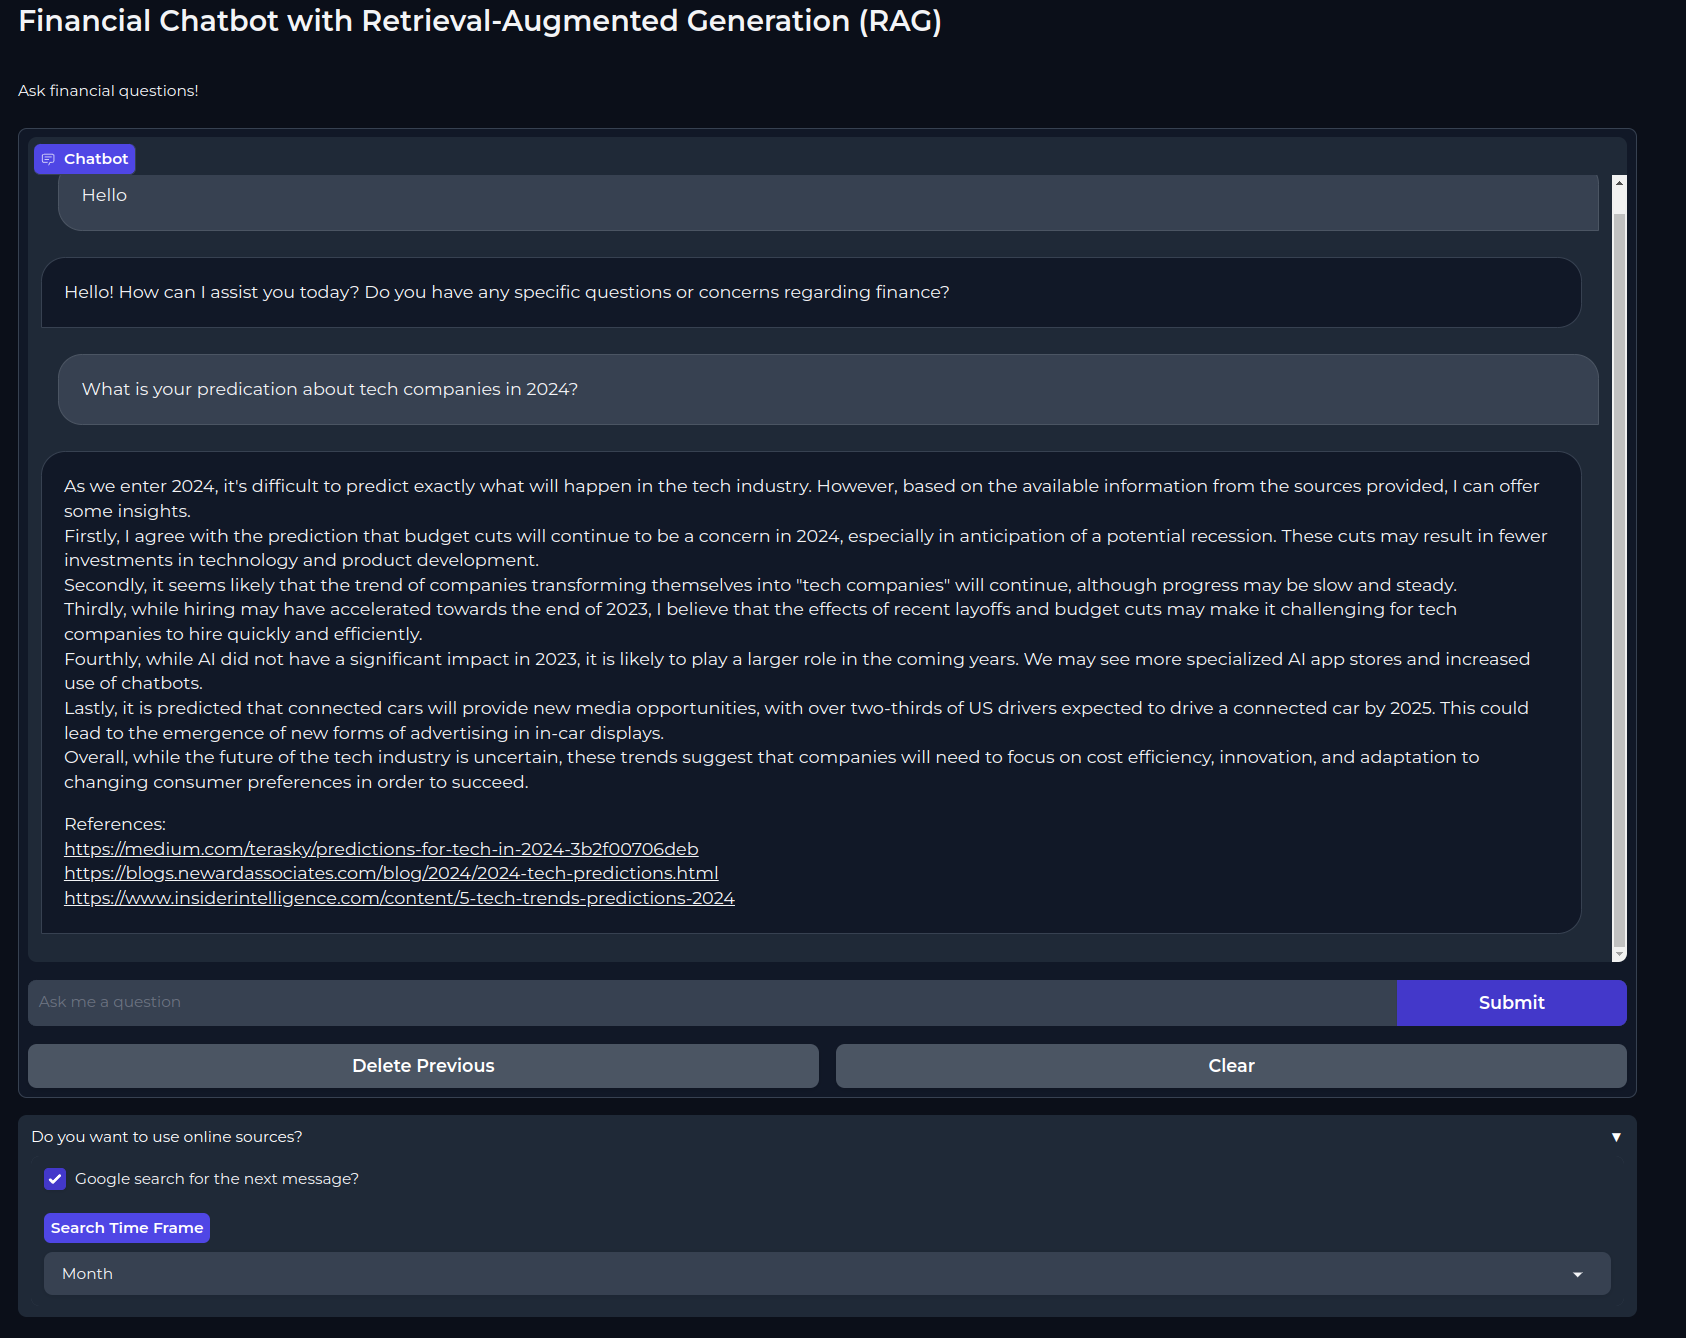 Financial Chatbot with Retrieval-Augmented Generation (RAG)
Ask financial questions!
Chatbot
Hello
Hello! How can I assist you today? Do you have any specific questions or concerns regarding finance?
What is your predication about tech companies in 2024?
As we enter 2024, it's difficult to predict exactly what will happen in the tech industry. However, based on the available information from the sources provided, I can offer
some insights.
Firstly, I agree with the prediction that budget cuts will continue to be a concern in 2024, especially in anticipation of a potential recession. These cuts may result in fewer
investments in technology and product development.
Secondly, it seems likely that the trend of companies transforming themselves into "tech companies" will continue, although progress may be slow and steady.
Thirdly, while hiring may have accelerated towards the end of 2023, I believe that the effects of recent layoffs and budget cuts may make it challenging for tech
companies to hire quickly and efficiently.
Fourthly, while AI did not have a significant impact in 2023, it is likely to play a larger role in the coming years. We may see more specialized AI app stores and increased
use of chatbots.
Lastly, it is predicted that connected cars will provide new media opportunities, with over two-thirds of US drivers expected to drive a connected car by 2025. This could
lead to the emergence of new forms of advertising in in-car displays.
Overall, while the future of the tech industry is uncertain, these trends suggest that companies will need to focus on cost efficiency, innovation, and adaptation to
changing consumer preferences in order to succeed.
References:
https://medium.com/terasky/predictions-for-tech-in-2024-3b2f00706deb
https://blogs.newardassociates.com/blog/2024/2024-tech-predictions.html
https://www.insiderintelligence.com/content/5-tech-trends-predictions-2024
Ask me a question
Submit
Delete Previous
Clear
Do you want to use online sources?
Google search for the next message?
Search Time Frame
Month